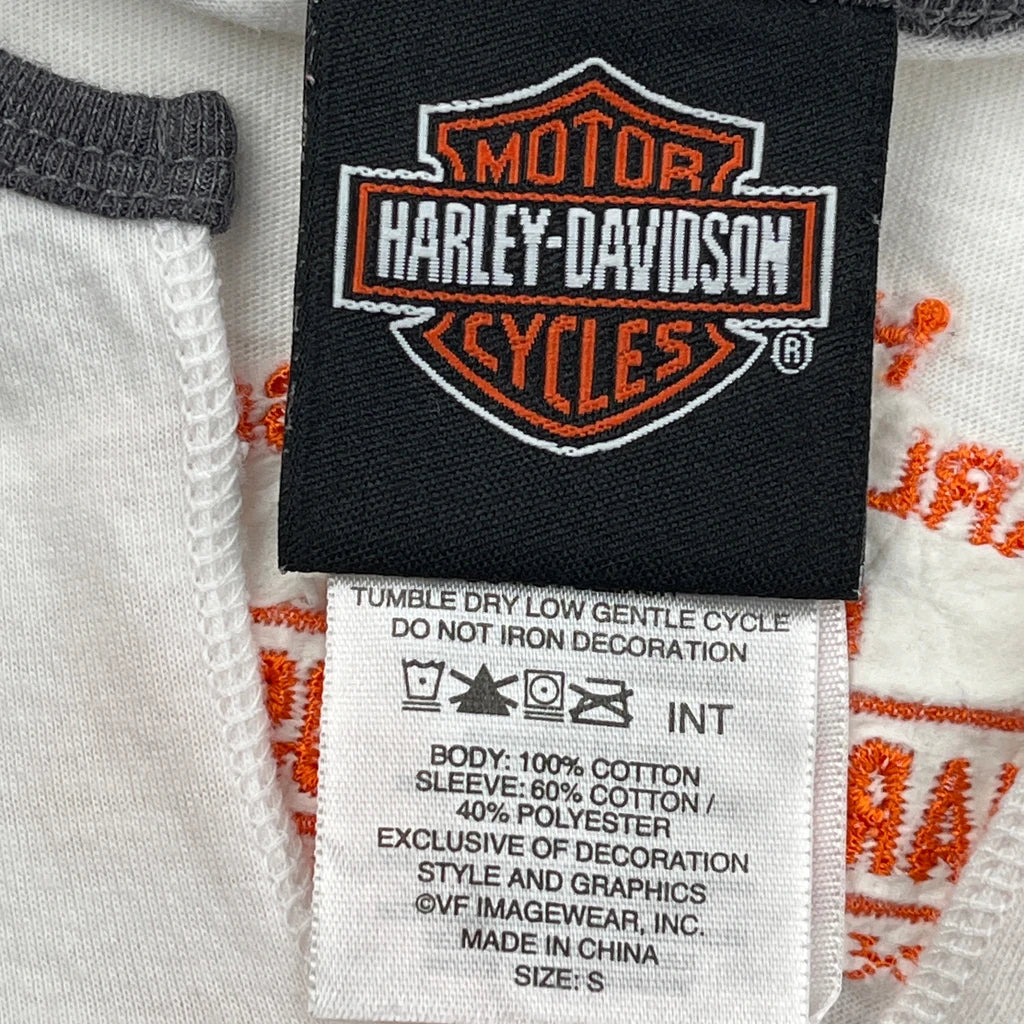 MOTOR
HARLEY-DAVIDSON
CYCLES
®
TUMBLE DRY LOW GENTLE CYCLE
DO NOT IRON DECORATION
INT
BODY: 100% COTTON
SLEEVE: 60% COTTON /
40% POLYESTER
EXCLUSIVE OF DECORATION
STYLE AND GRAPHICS
©VF IMAGEWEAR, INC.
MADE IN CHINA
SIZE: S